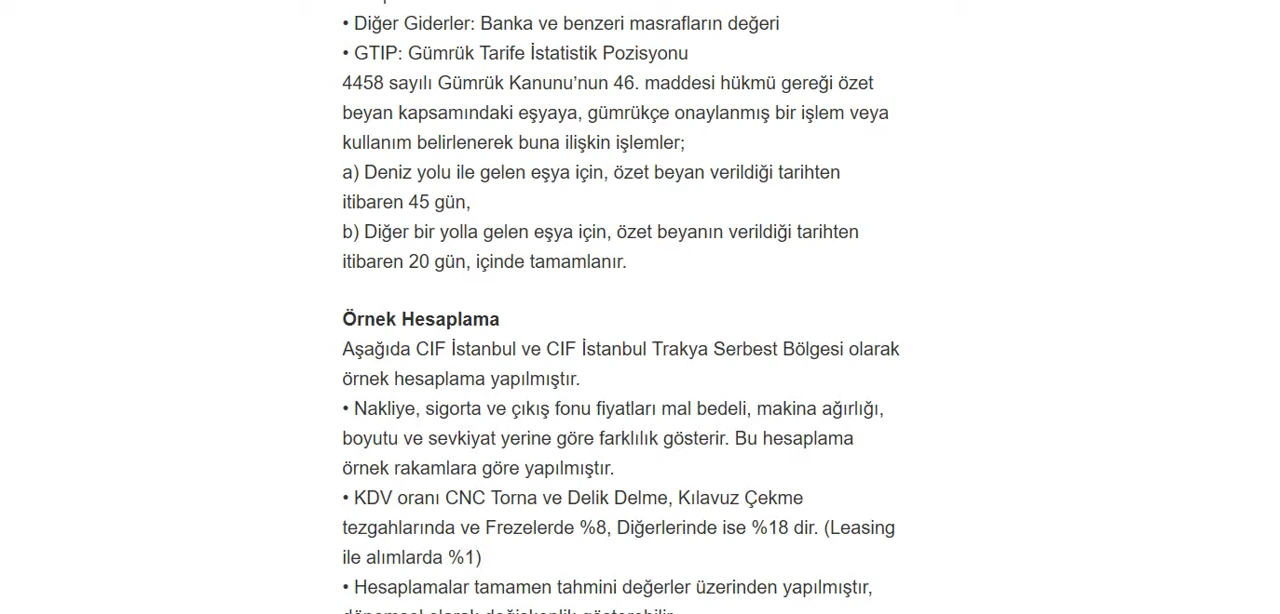 • Diğer Giderler: Banka ve benzeri masrafların değeri
• GTIP: Gümrük Tarife İstatistik Pozisyonu
4458 sayılı Gümrük Kanunu’nun 46. maddesi hükmü gereği özet
beyan kapsamındaki eşyaya, gümrükçe onaylanmış bir işlem veya
kullanım belirlenerek buna ilişkin işlemler;
a) Deniz yolu ile gelen eşya için, özet beyan verildiği tarihten
itibaren 45 gün,
b) Diğer bir yolla gelen eşya için, özet beyanın verildiği tarihten
itibaren 20 gün, içinde tamamlanır.
Örnek Hesaplama
Aşağıda CIF İstanbul ve CIF İstanbul Trakya Serbest Bölgesi olarak
örnek hesaplama yapılmıştır.
• Nakliye, sigorta ve çıkış fonu fiyatları mal bedeli, makina ağırlığı,
boyutu ve sevkiyat yerine göre farklılık gösterir. Bu hesaplama
örnek rakamlara göre yapılmıştır.
• KDV oranı CNC Torna ve Delik Delme, Kılavuz Çekme
tezgahlarında ve Frezelerde %8, Diğerlerinde ise %18 dir. (Leasing
ile alımlarda %1)
• Hesaplamalar tamamen tahmini değerler üzerinden yapılmıştır,